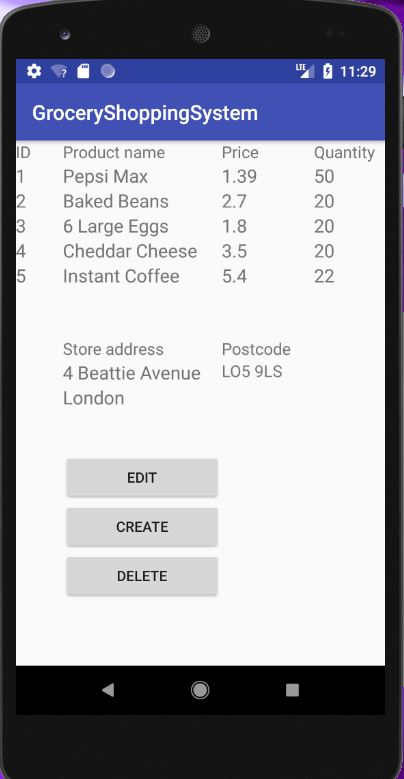 LTE 11:29
GroceryShoppingSystem
ID Product name Price Quantity
1 Pepsi Max 1.39 50
2 Baked Beans 2.7 20
3 6 Large Eggs 1.8 20
4 Cheddar Cheese 3.5 20
5 Instant Coffee 5.4 22
Store address Postcode
4 Beattie Avenue LO5 9LS
London
EDIT
CREATE
DELETE